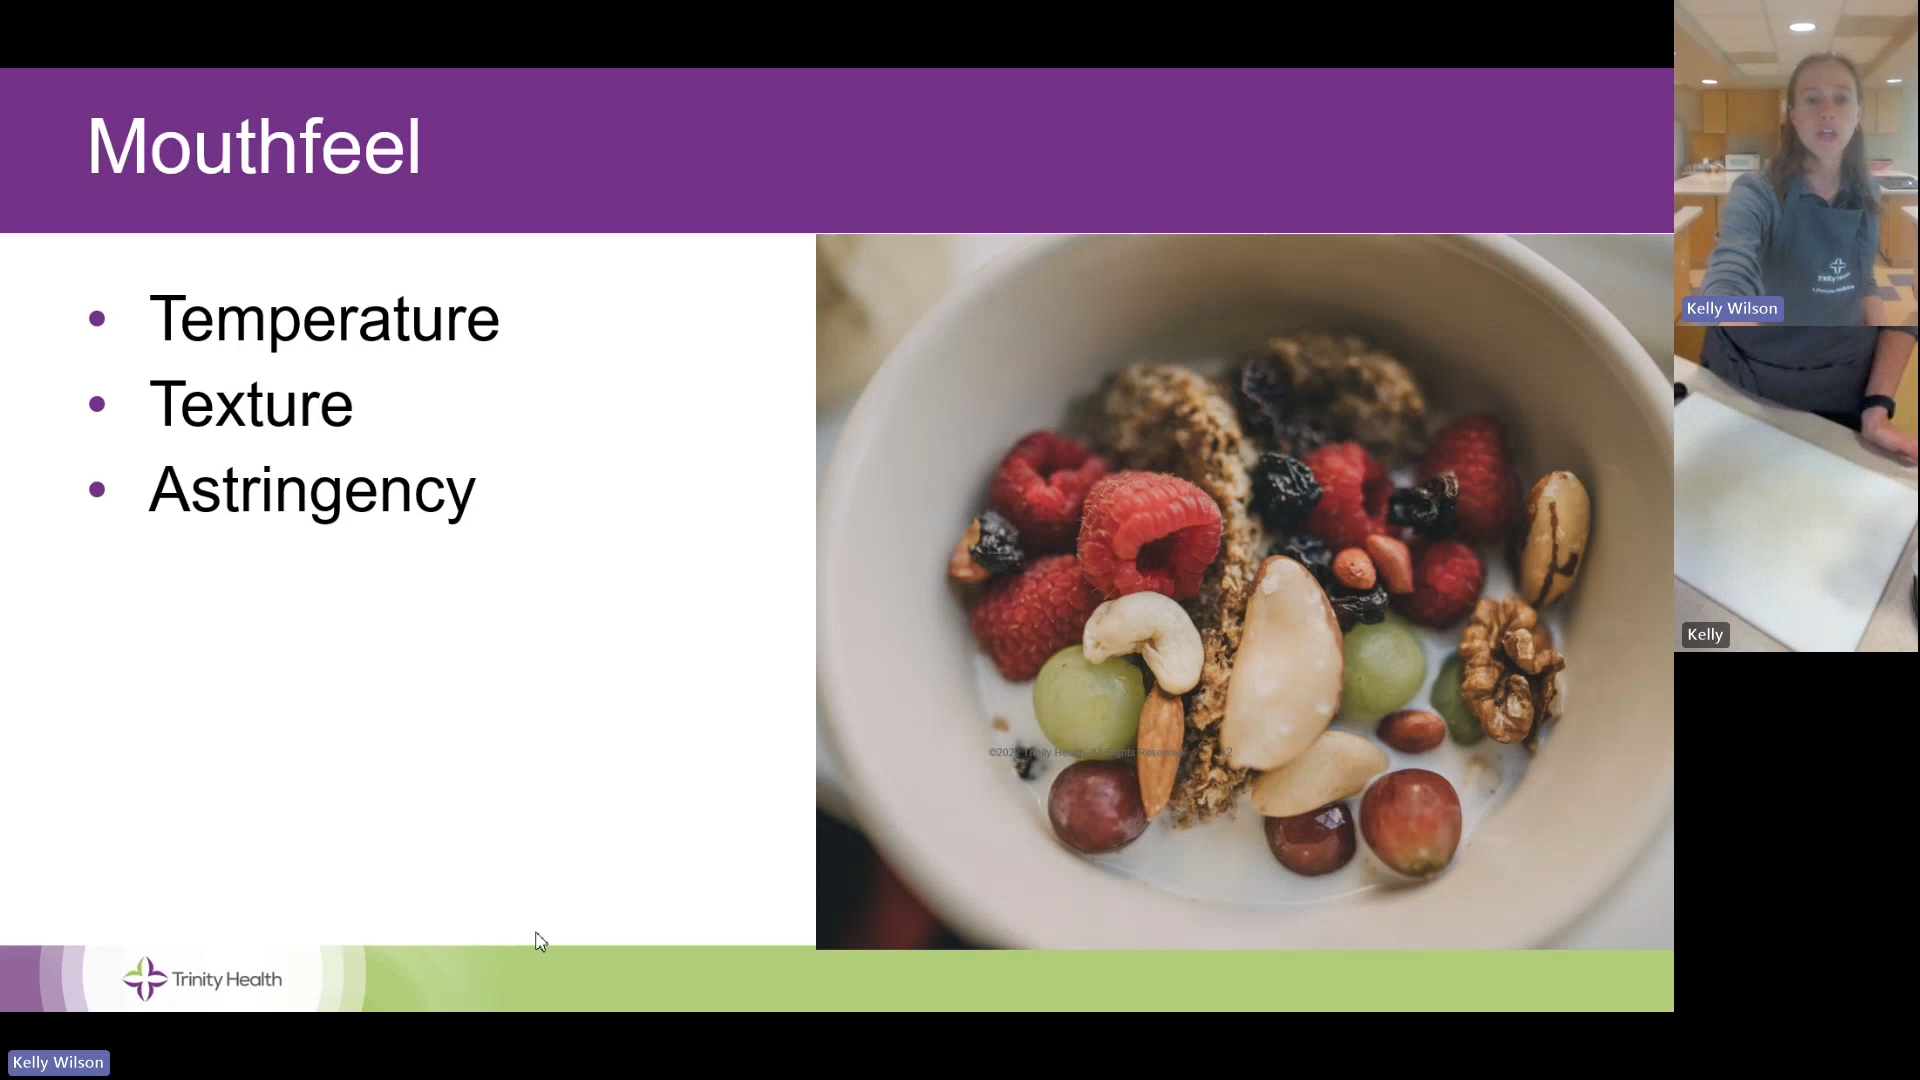 Mouthfeel
• Temperature
• Texture
• Astringency
Trinity Health
Kelly Wilson
Kelly
Kelly Wilson